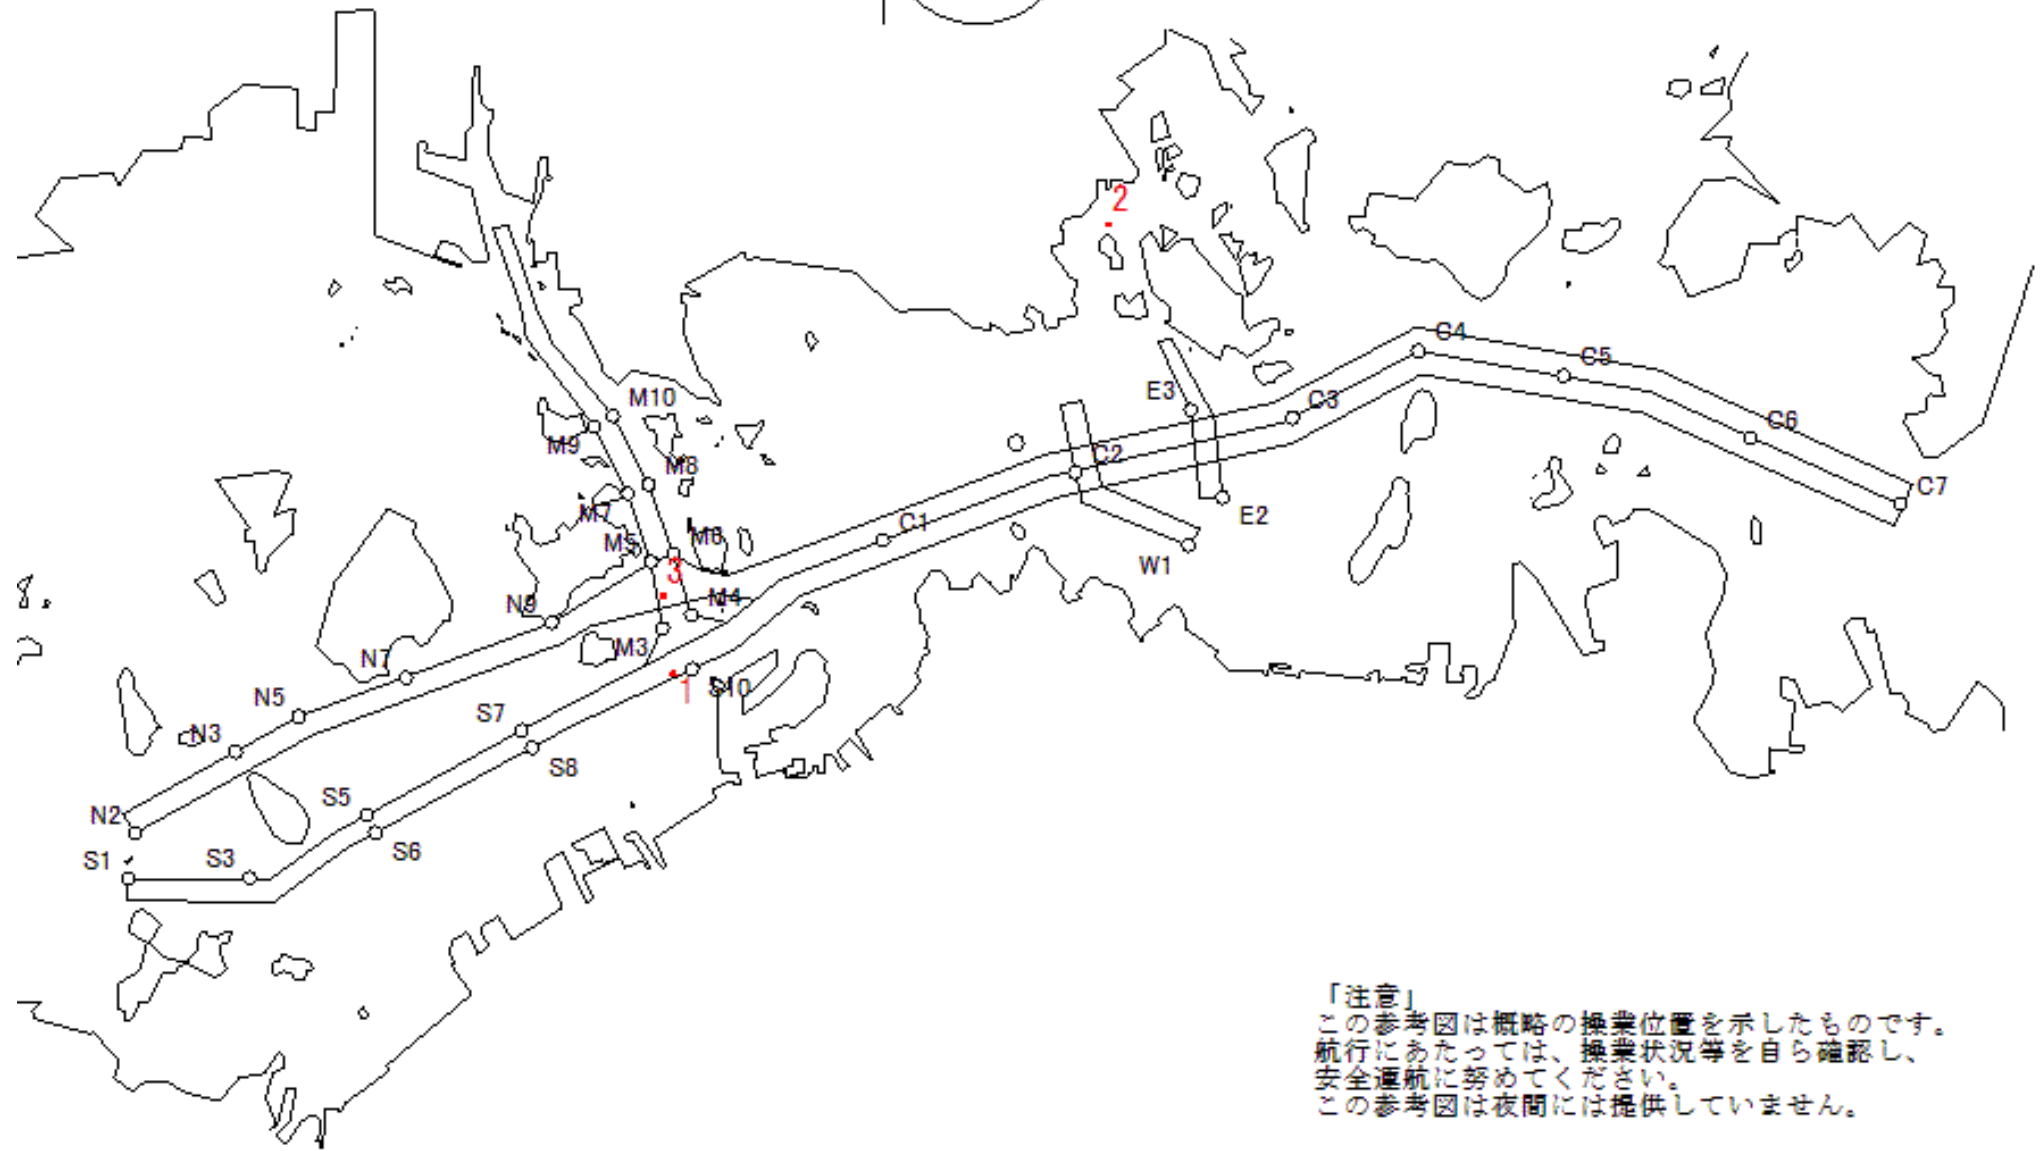 2
C4
C5
E3
M10
C3
C6
M9
C2
M8
C7
M7
E2
C1
M6
M5
W1
3
N9
M4
M3
N7
1
S10
N5
S7
N3
S8
S5
N2
S6
S1
S3
「注意」
この参考図は概略の操業位置を示したものです。
航行にあたっては、操業状況等を自ら確認し、
安全運航に努めてください。
この参考図は夜間には提供していません。